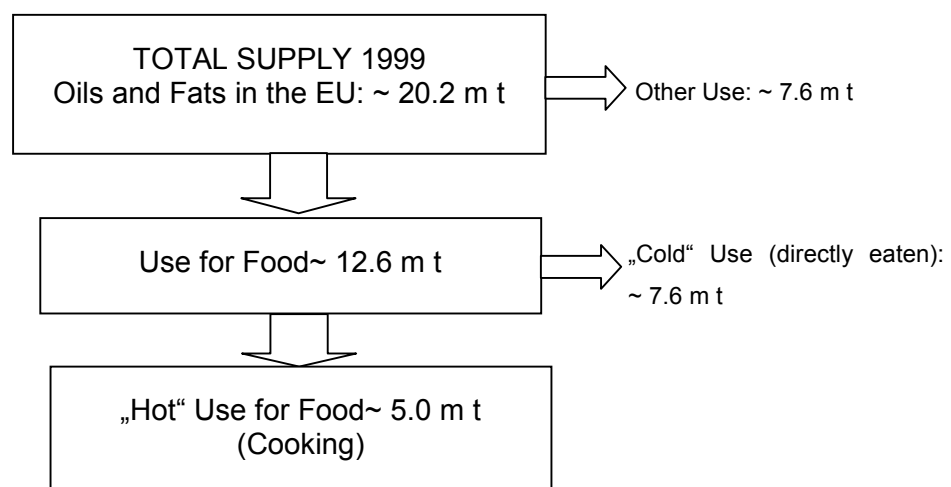 TOTAL SUPPLY 1999
Oils and Fats in the EU: ~ 20.2 m t
Other Use: ~ 7.6 m t
Use for Food~ 12.6 m t
„Cold“ Use (directly eaten):
~ 7.6 m t
„Hot“ Use for Food~ 5.0 m t
(Cooking)